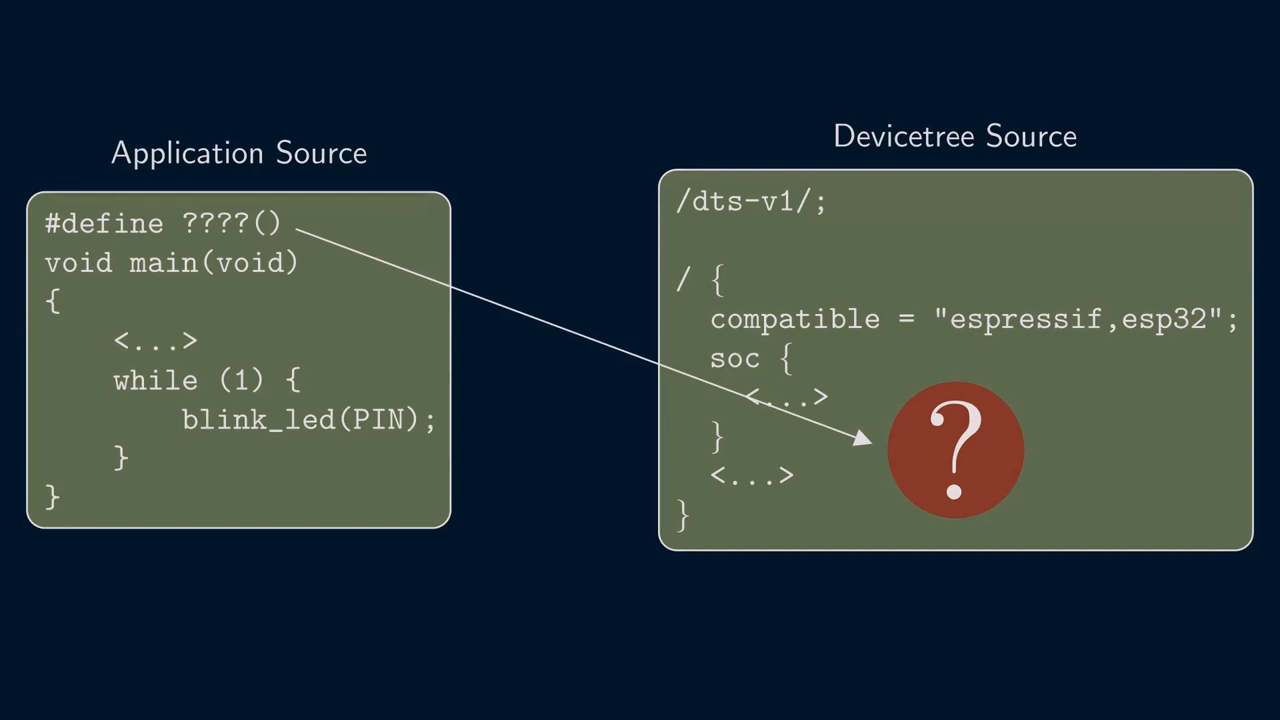 Application Source
#define ????()
void main(void)
{
    <...>
    while (1) {
        blink_led(PIN);
    }
}
Devicetree Source
/dts-v1/;
/ {
  compatible = "espressif,esp32";
  soc {
    <...>
  }
  <...>
}
?